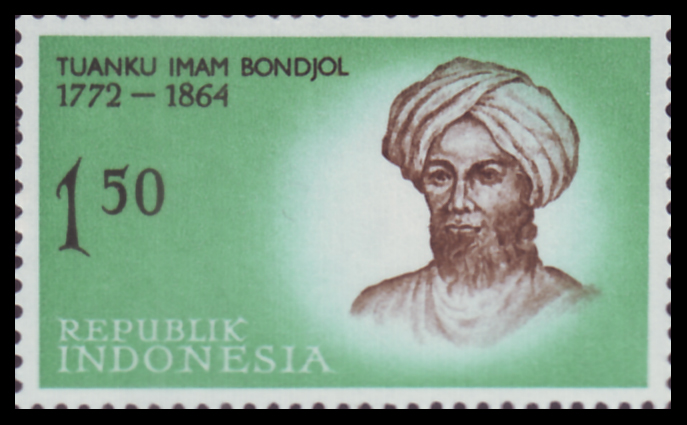 TUANKU IMAM BONDJOL
1772 – 1864
1 50
REPUBLIK
INDONESIA